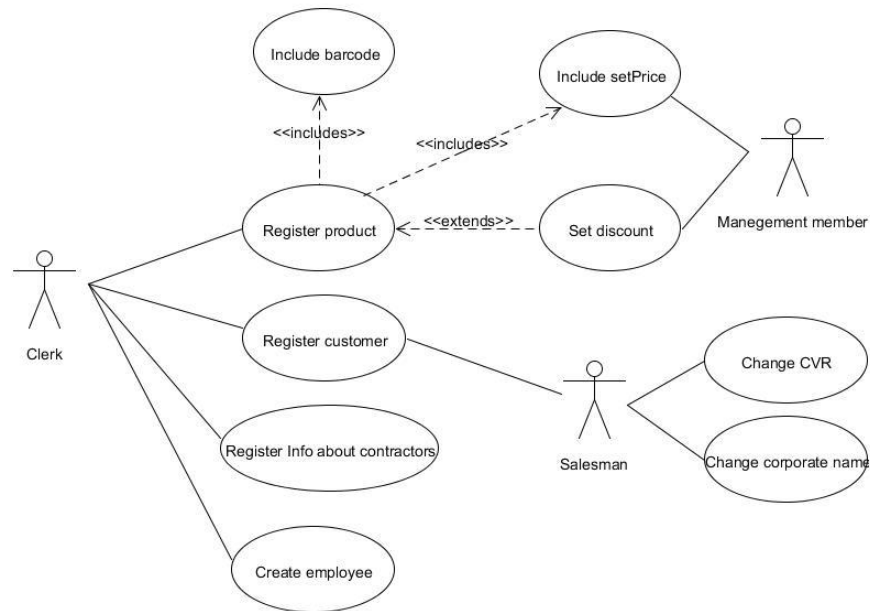 Include barcode
Include setPrice
<<includes>>
<<includes>>
Manegement member
Register product
<<extends>>
Set discount
Clerk
Register customer
Change CVR
Register Info about contractors
Salesman
Change corporate name
Create employee